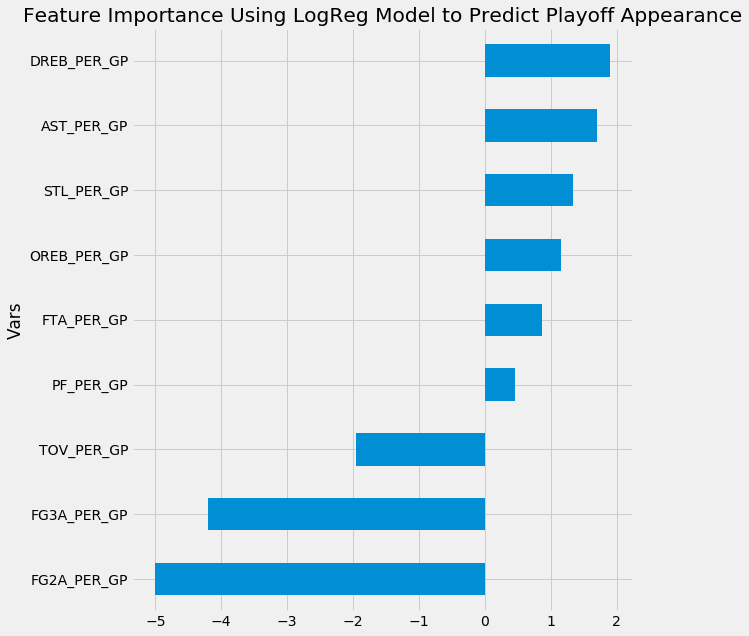 Feature Importance Using LogReg Model to Predict Playoff Appearance
DREB_PER_GP
AST_PER_GP
STL_PER_GP
OREB_PER_GP
FTA_PER_GP
PF_PER_GP
TOV_PER_GP
FG3A_PER_GP
FG2A_PER_GP
Vars
−5 −4 −3 −2 −1 0 1 2